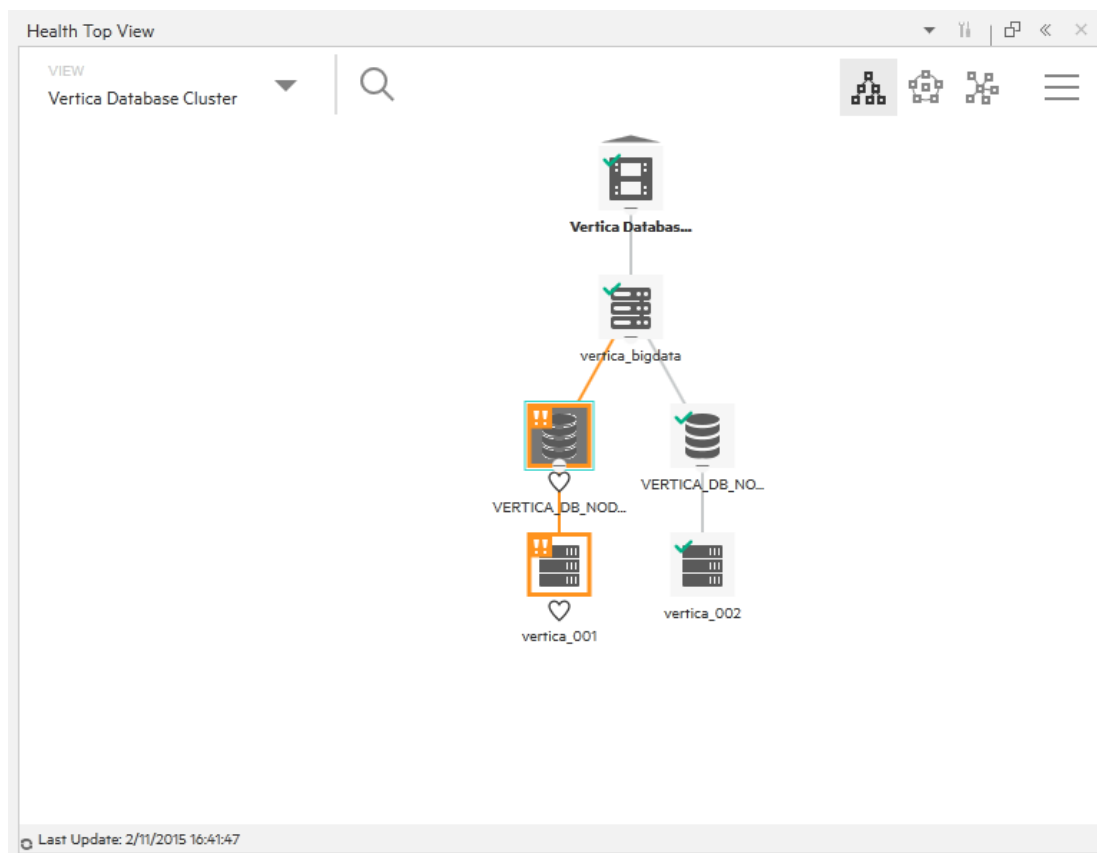 Health Top View
VIEW
Vertica Database Cluster
Vertica Databas...
vertica_bigdata
VERTICA_DB_NO...
VERTICA_DB_NOD...
vertica_002
vertica_001
Last Update: 2/11/2015 16:41:47